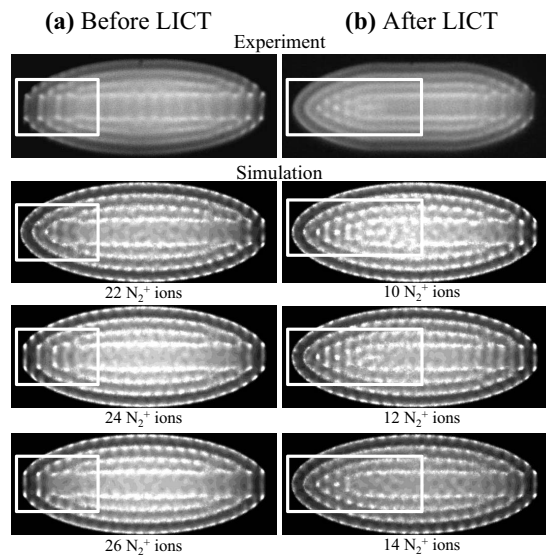 (a) Before LICT (b) After LICT
Experiment
Simulation
22 N₂⁺ ions 10 N₂⁺ ions
24 N₂⁺ ions 12 N₂⁺ ions
26 N₂⁺ ions 14 N₂⁺ ions